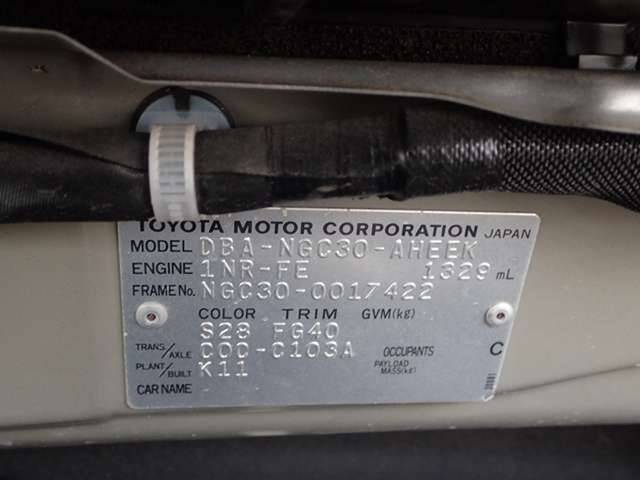 TOYOTA MOTOR CORPORATION JAPAN
MODEL DBA-NGC30-AHEEK
ENGINE 1NR-FE 1329 mL
FRAME No. NGC30-0017422
COLOR TRIM GVM(kg)
S28 FG40
TRANS/AXLE C0C-C103A OCCUPANTS C
PLANT/BUILT K11 PAYLOAD MASS(kg)
CAR NAME